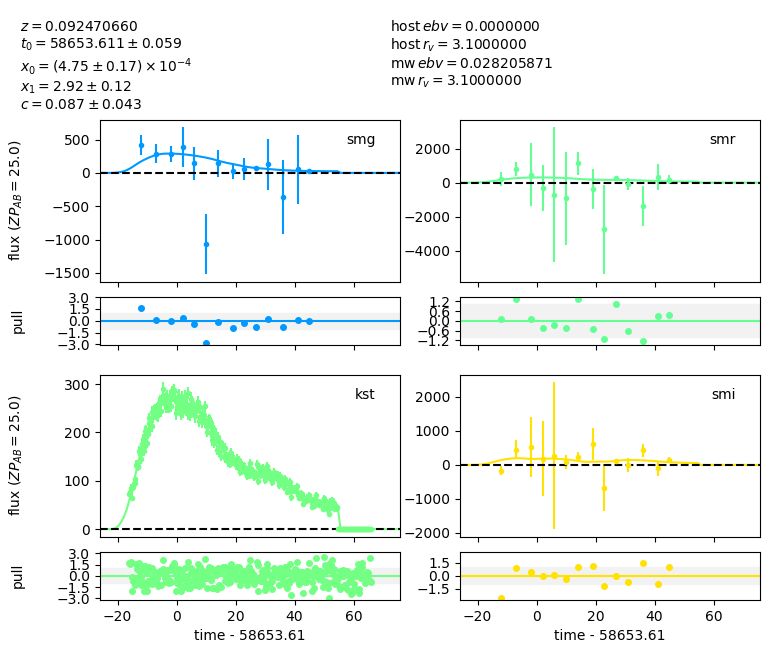 z = 0.092470660
t₀ = 58653.611 ± 0.059
x₀ = (4.75 ± 0.17) × 10⁻⁴
x₁ = 2.92 ± 0.12
c = 0.087 ± 0.043
host ebv = 0.0000000
host r_v = 3.1000000
mw ebv = 0.028205871
mw r_v = 3.1000000
smg
500
0
−500
−1000
−1500
flux (ZP_AB = 25.0)
smr
2000
0
−2000
−4000
3.0
1.5
0.0
−1.5
−3.0
pull
1.2
0.6
0.0
−0.6
−1.2
kst
300
200
100
0
flux (ZP_AB = 25.0)
smi
2000
1000
0
−1000
−2000
3.0
1.5
0.0
−1.5
−3.0
pull
−20 0 20 40 60
time - 58653.61
1.5
0.0
−1.5
−20 0 20 40 60
time - 58653.61